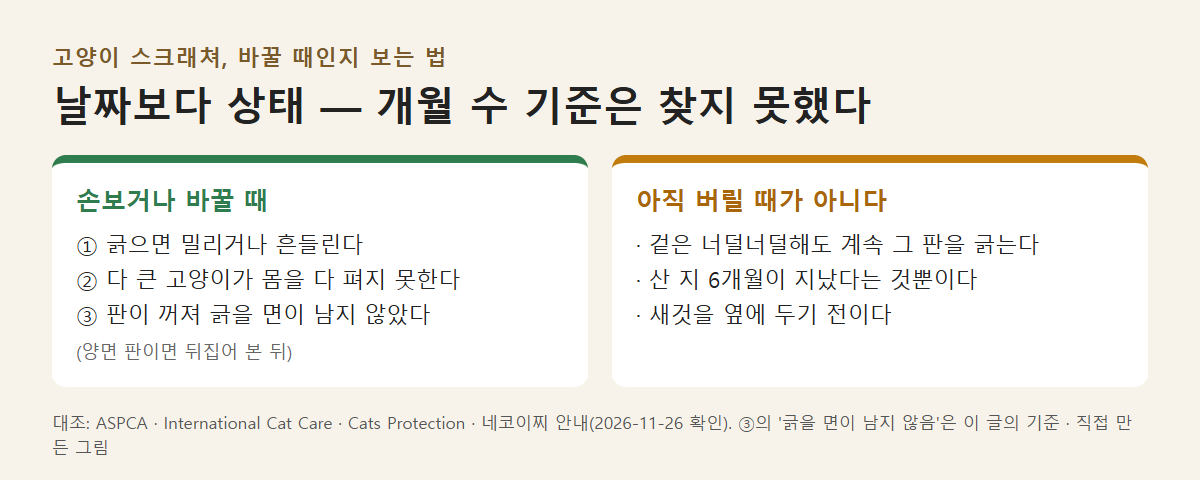 고양이 스크래쳐, 바꿀 때인지 보는 법
날짜보다 상태 — 개월 수 기준은 찾지 못했다
손보거나 바꿀 때
① 긁으면 밀리거나 흔들린다
② 다 큰 고양이가 몸을 다 펴지 못한다
③ 판이 꺼져 긁을 면이 남지 않았다
(양면 판이면 뒤집어 본 뒤)
아직 버릴 때가 아니다
· 겉은 너덜너덜해도 계속 그 판을 긁는다
· 산 지 6개월이 지났다는 것뿐이다
· 새것을 옆에 두기 전이다
대조: ASPCA · International Cat Care · Cats Protection · 네코이찌 안내(2026-11-26 확인). ③의 '긁을 면이 남지 않음'은 이 글의 기준 · 직접 만
든 그림